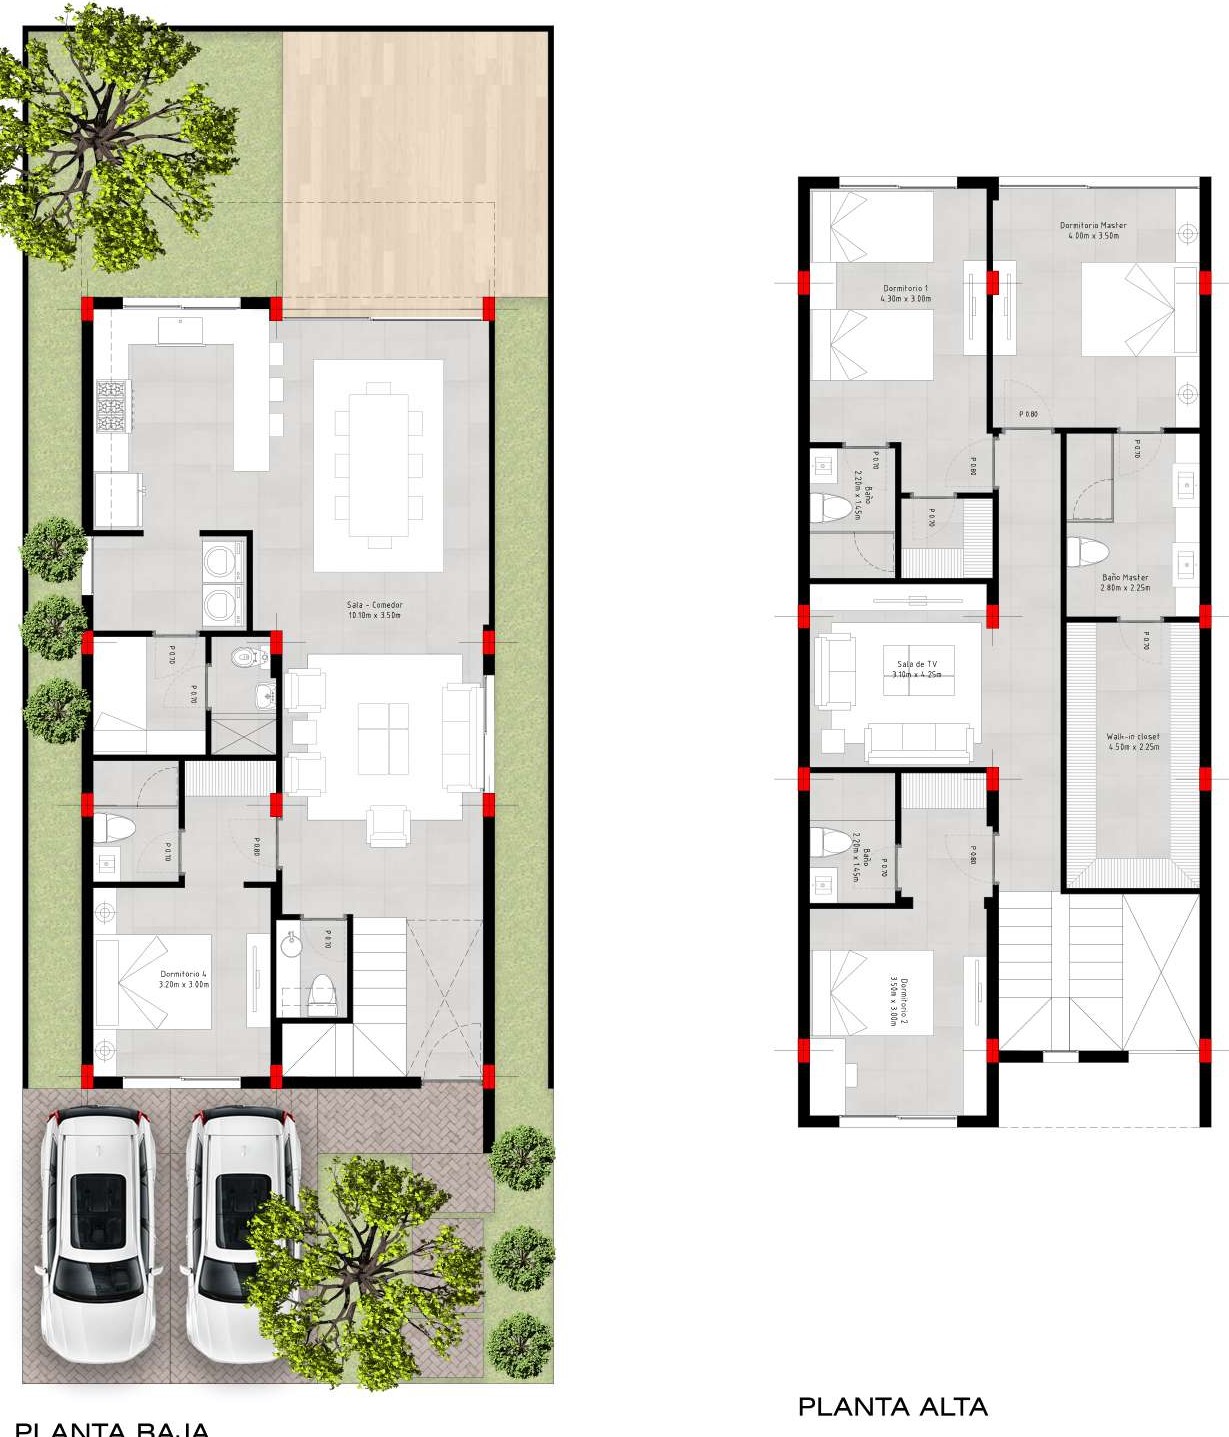 Sala - Comedor
10.10m x 3.50m
P 0.70
P 0.70
P 0.80
P 0.70
P 0.70
Dormitorio 4
3.20m x 3.00m
PLANTA BAJA
Dormitorio Master
4.00m x 3.50m
Dormitorio 1
4.30m x 3.00m
P 0.80
P 0.70
P 0.70
P 0.80
Baño
2.20m x 1.45m
P 0.70
Baño Master
2.80m x 2.25m
P 0.70
Sala de TV
3.10m x 4.25m
Walk-in closet
4.50m x 2.25m
Baño
2.20m x 1.45m
P 0.70
P 0.80
Dormitorio 2
3.50m x 3.00m
PLANTA ALTA